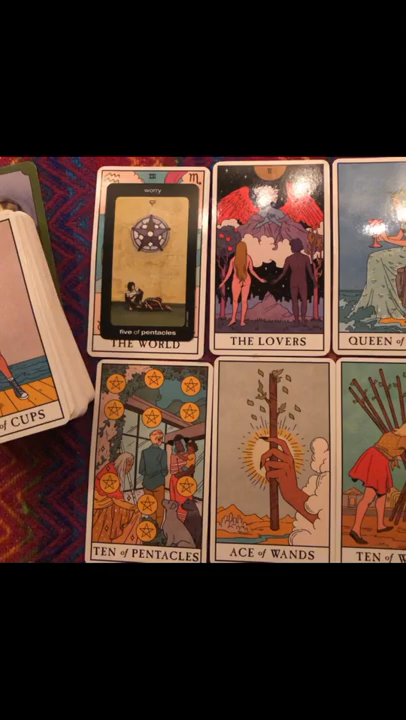 worry
five of pentacles
THE WORLD
THE LOVERS
QUEEN of
of CUPS
TEN of PENTACLES
ACE of WANDS
TEN of W